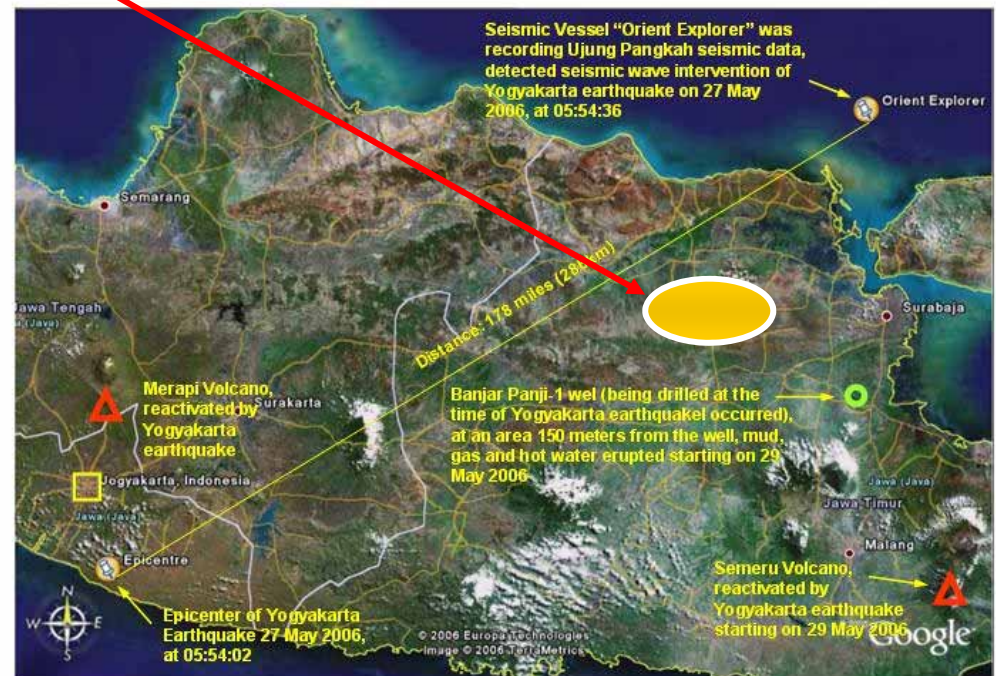 Seismic Vessel “Orient Explorer” was
recording Ujung Pangkah seismic data,
detected seismic wave intervention of
Yogyakarta earthquake on 27 May
2006, at 05:54:36
Orient Explorer
Semarang
Distance: 178 miles (286 km)
Jawa Tengah
(Java)
Surabaja
Merapi Volcano,
reactivated by
Yogyakarta
earthquake
Surakarta
Banjar Panji-1 wel (being drilled at the
time of Yogyakarta earthquakel occurred),
at an area 150 meters from the well, mud,
gas and hot water erupted starting on 29
May 2006
Jogyakarta, Indonesia
Jawa (Java)
Jawa (Java)
Jawa Timur
Malang
Epicentre
Semeru Volcano,
reactivated by
Yogyakarta earthquake
starting on 29 May 2006
N
W
E
S
Epicenter of Yogyakarta
Earthquake 27 May 2006,
at 05:54:02
© 2006 Europa Technologies
Image © 2006 TerraMetrics
Google